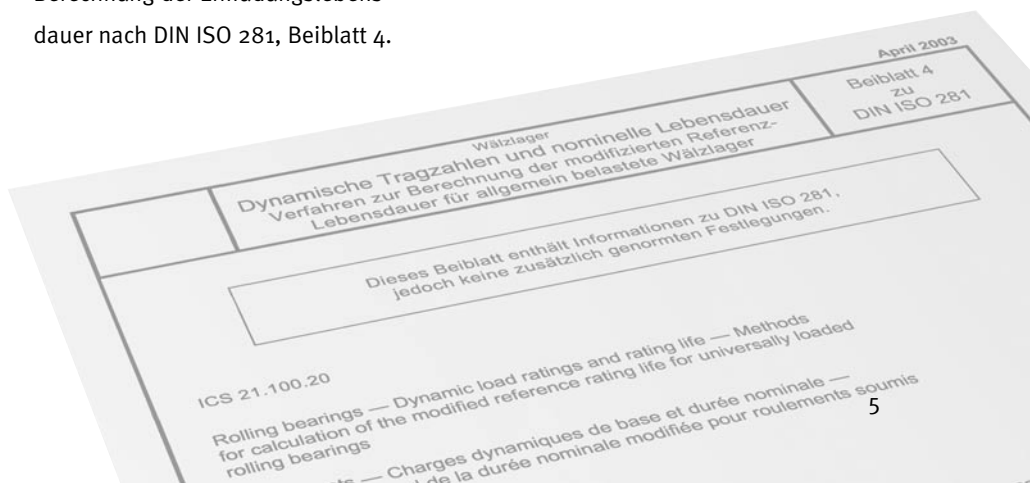 dauer nach DIN ISO 281, Beiblatt 4.
April 2003
Beiblatt 4
zu
DIN ISO 281
Wälzlager
Dynamische Tragzahlen und nominelle Lebensdauer
Verfahren zur Berechnung der modifizierten Referenz-
Lebensdauer für allgemein belastete Wälzlager
Dieses Beiblatt enthält Informationen zu DIN ISO 281,
jedoch keine zusätzlich genormten Festlegungen.
ICS 21.100.20
Rolling bearings — Dynamic load ratings and rating life — Methods
for calculation of the modified reference rating life for universally loaded
rolling bearings
— Charges dynamiques de base et durée nominale —
de la durée nominale modifiée pour roulements soumis
5